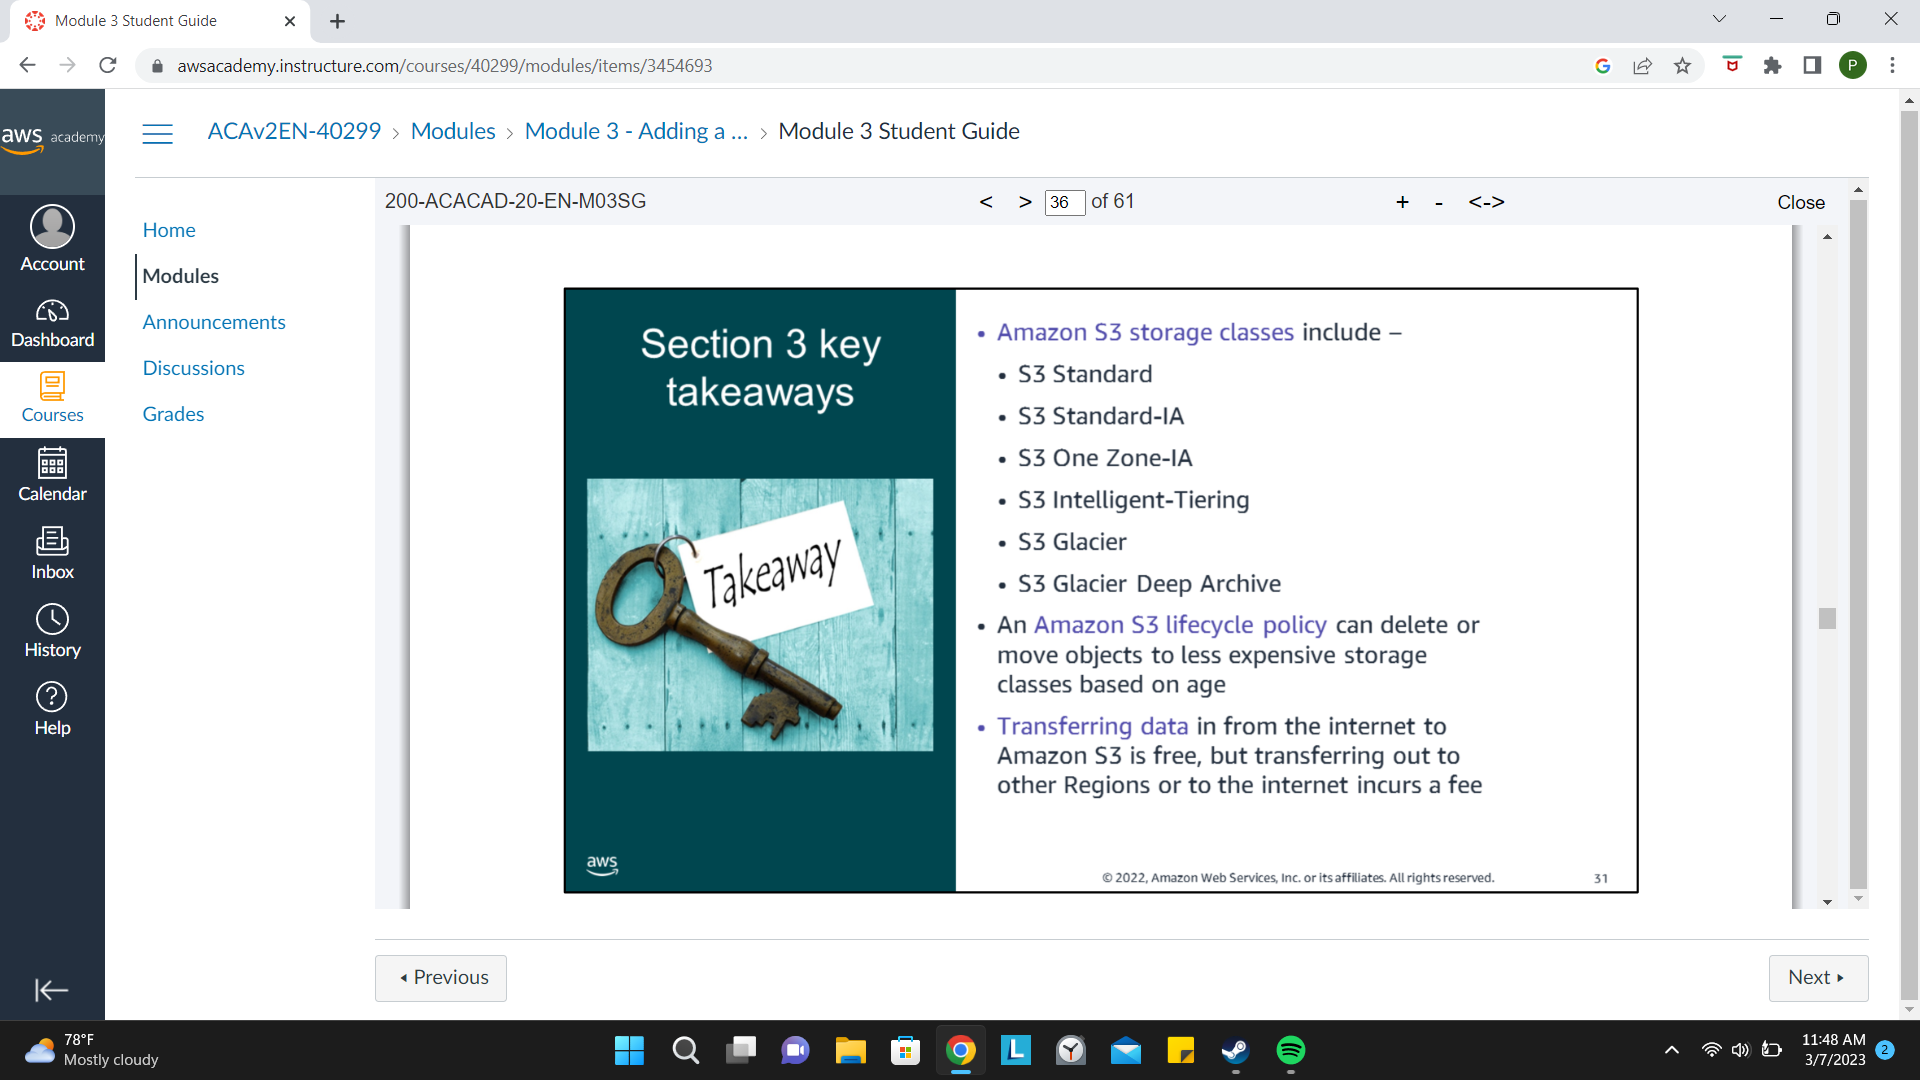 Module 3 Student Guide
awsacademy.instructure.com/courses/40299/modules/items/3454693
P
aws academy
ACAv2EN-40299 > Modules > Module 3 - Adding a ... > Module 3 Student Guide
200-ACACAD-20-EN-M03SG
< > 36 of 61
+ - <->
Close
Account
Dashboard
Courses
Calendar
Inbox
History
Help
Home
Modules
Announcements
Discussions
Grades
Section 3 key
takeaways
Takeaway
aws
• Amazon S3 storage classes include –
• S3 Standard
• S3 Standard-IA
• S3 One Zone-IA
• S3 Intelligent-Tiering
• S3 Glacier
• S3 Glacier Deep Archive
• An Amazon S3 lifecycle policy can delete or
move objects to less expensive storage
classes based on age
• Transferring data in from the internet to
Amazon S3 is free, but transferring out to
other Regions or to the internet incurs a fee
© 2022, Amazon Web Services, Inc. or its affiliates. All rights reserved.
31
Previous
Next
78°F
Mostly cloudy
L
11:48 AM
3/7/2023
2